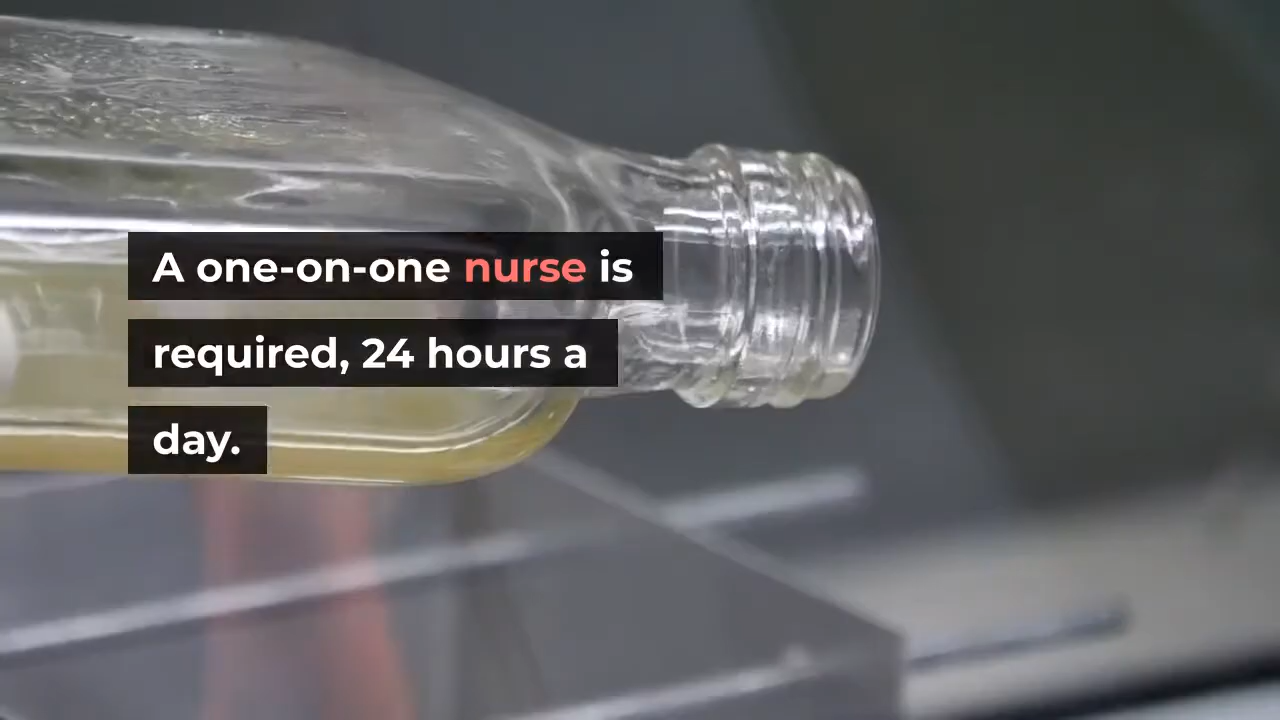 A one-on-one nurse is
required, 24 hours a
day.